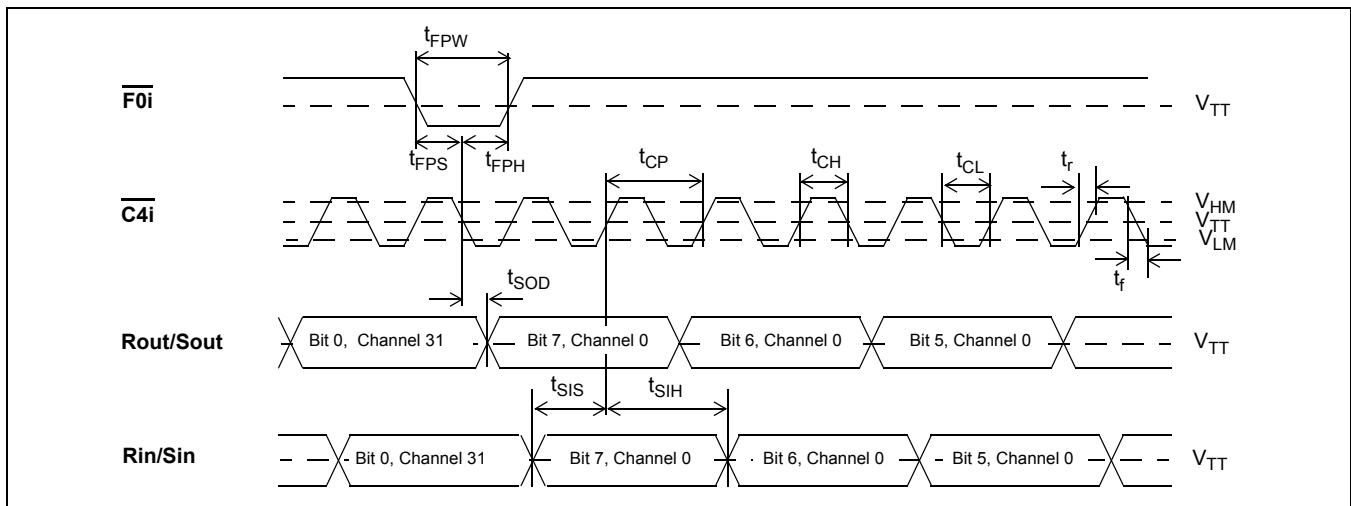 tFPW
F0i
VTT
tFPS tFPH tCP tCH tCL tr
C4i
VHM
VTT
VLM
tSOD tf
Rout/Sout Bit 0, Channel 31 Bit 7, Channel 0 Bit 6, Channel 0 Bit 5, Channel 0 VTT
tSIS tSIH
Rin/Sin Bit 0, Channel 31 Bit 7, Channel 0 Bit 6, Channel 0 Bit 5, Channel 0 VTT